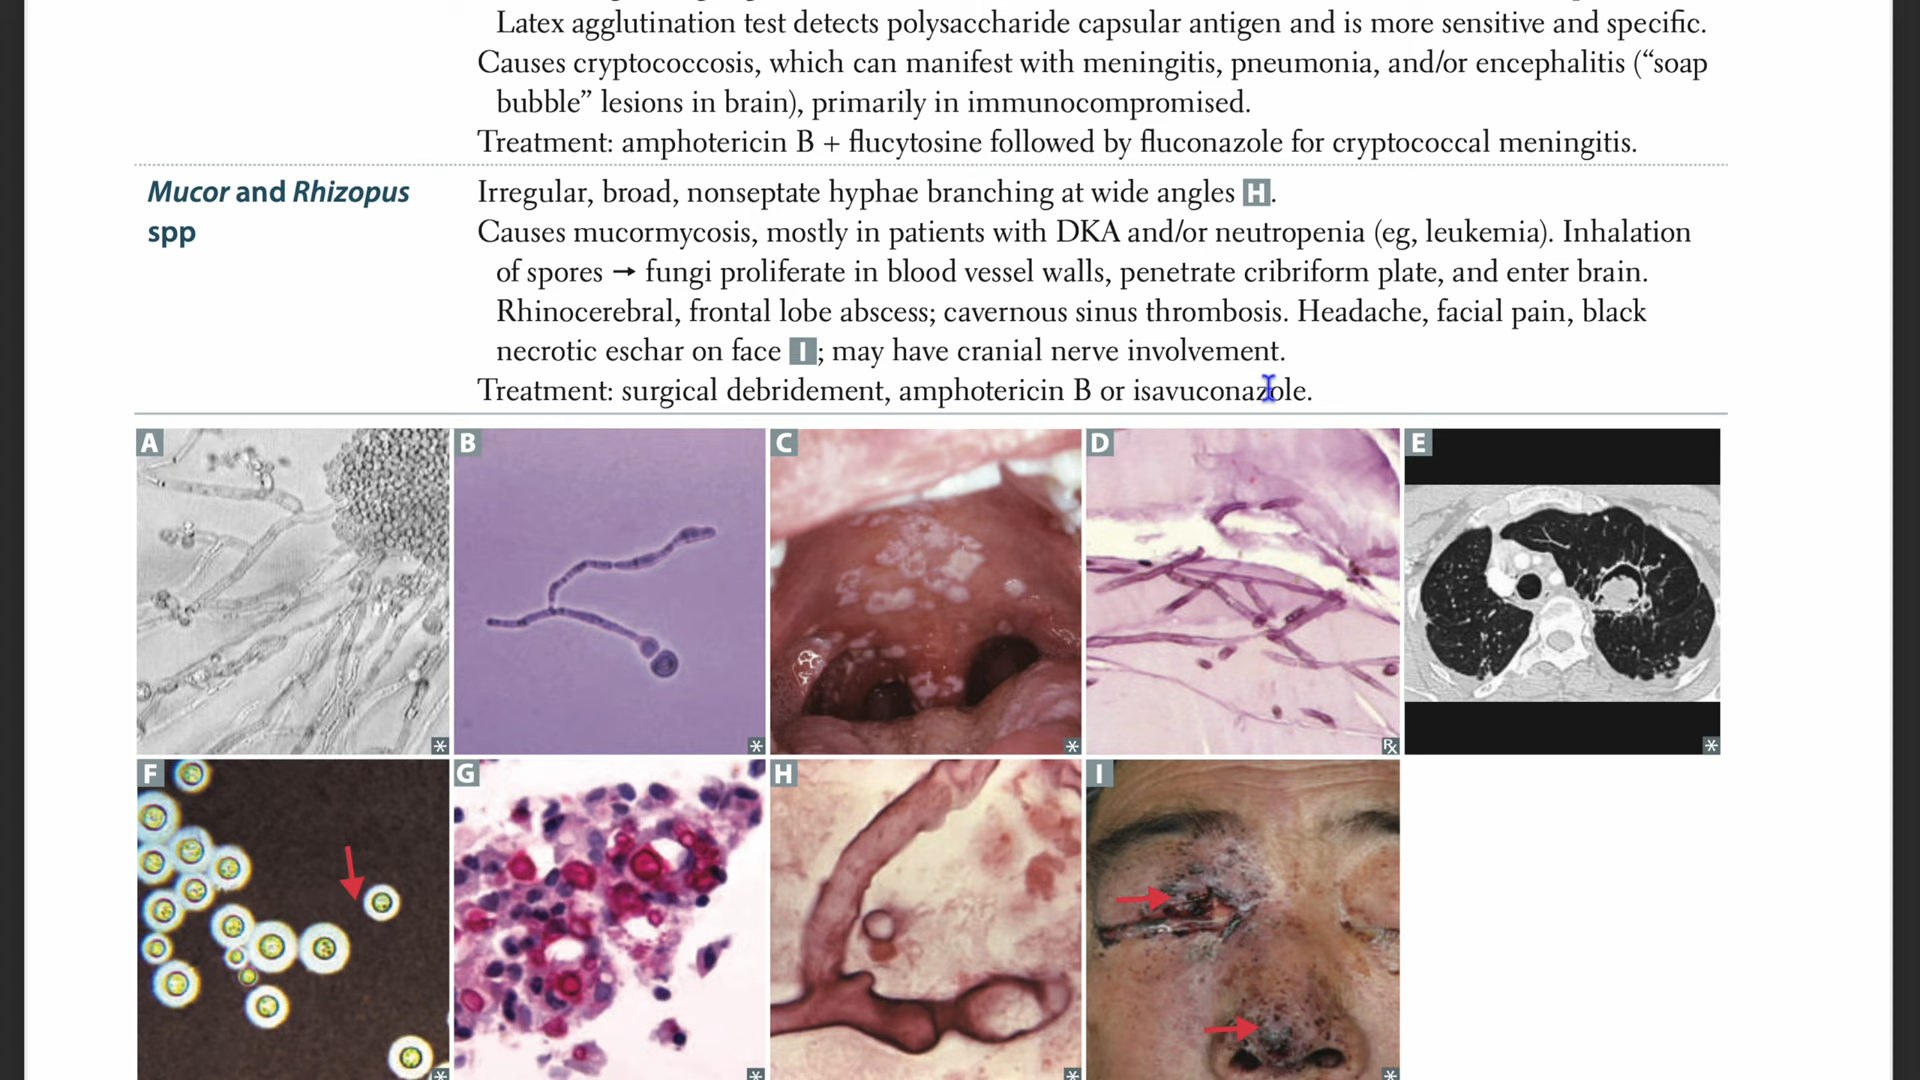 Latex agglutination test detects polysaccharide capsular antigen and is more sensitive and specific.
Causes cryptococcosis, which can manifest with meningitis, pneumonia, and/or encephalitis (“soap
bubble” lesions in brain), primarily in immunocompromised.
Treatment: amphotericin B + flucytosine followed by fluconazole for cryptococcal meningitis.
Mucor and Rhizopus
spp
Irregular, broad, nonseptate hyphae branching at wide angles H.
Causes mucormycosis, mostly in patients with DKA and/or neutropenia (eg, leukemia). Inhalation
of spores → fungi proliferate in blood vessel walls, penetrate cribriform plate, and enter brain.
Rhinocerebral, frontal lobe abscess; cavernous sinus thrombosis. Headache, facial pain, black
necrotic eschar on face I; may have cranial nerve involvement.
Treatment: surgical debridement, amphotericin B or isavuconazole.
A B C D E
* * * Rx *
F G H I
* * * *